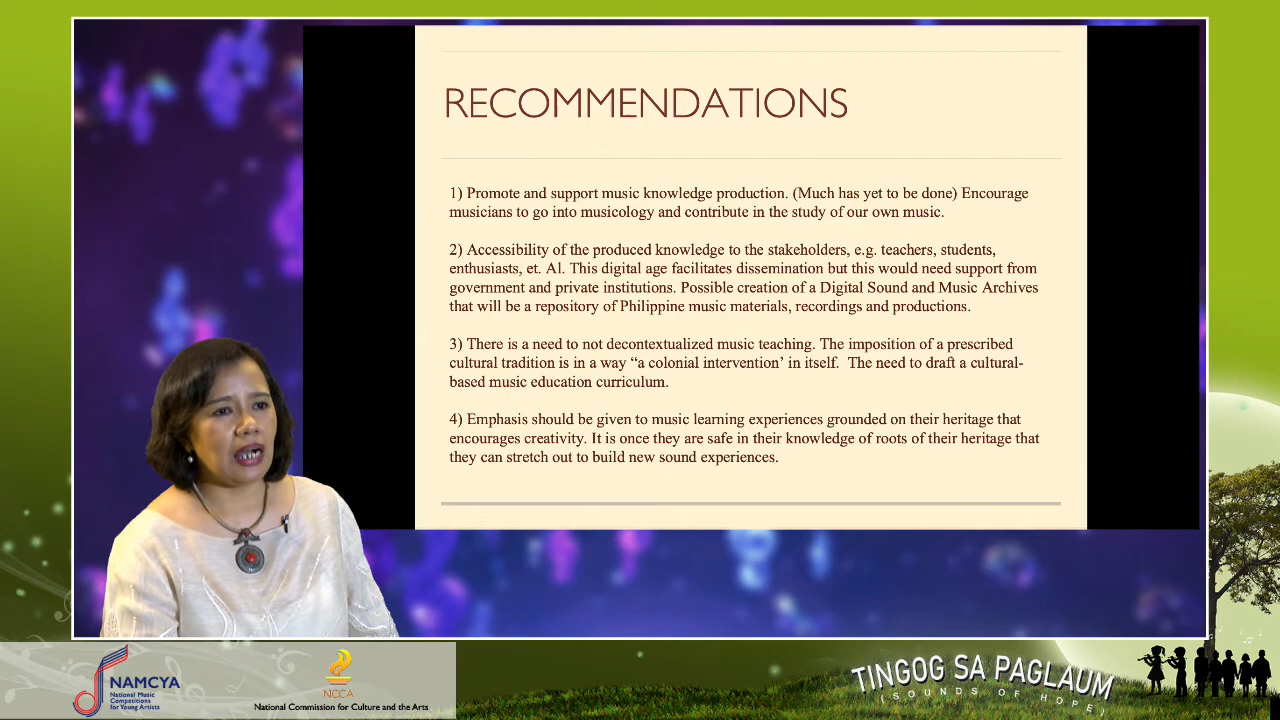 RECOMMENDATIONS
1) Promote and support music knowledge production. (Much has yet to be done) Encourage
musicians to go into musicology and contribute in the study of our own music.
2) Accessibility of the produced knowledge to the stakeholders, e.g. teachers, students,
enthusiasts, et. Al. This digital age facilitates dissemination but this would need support from
government and private institutions. Possible creation of a Digital Sound and Music Archives
that will be a repository of Philippine music materials, recordings and productions.
3) There is a need to not decontextualized music teaching. The imposition of a prescribed
cultural tradition is in a way “a colonial intervention’ in itself.  The need to draft a cultural-
based music education curriculum.
4) Emphasis should be given to music learning experiences grounded on their heritage that
encourages creativity. It is once they are safe in their knowledge of roots of their heritage that
they can stretch out to build new sound experiences.
NAMCYA
National Music
Competitions
for Young Artists
NCCA
National Commission for Culture and the Arts
TINGOG SA PAGLAUM
(SOUNDS OF HOPE)